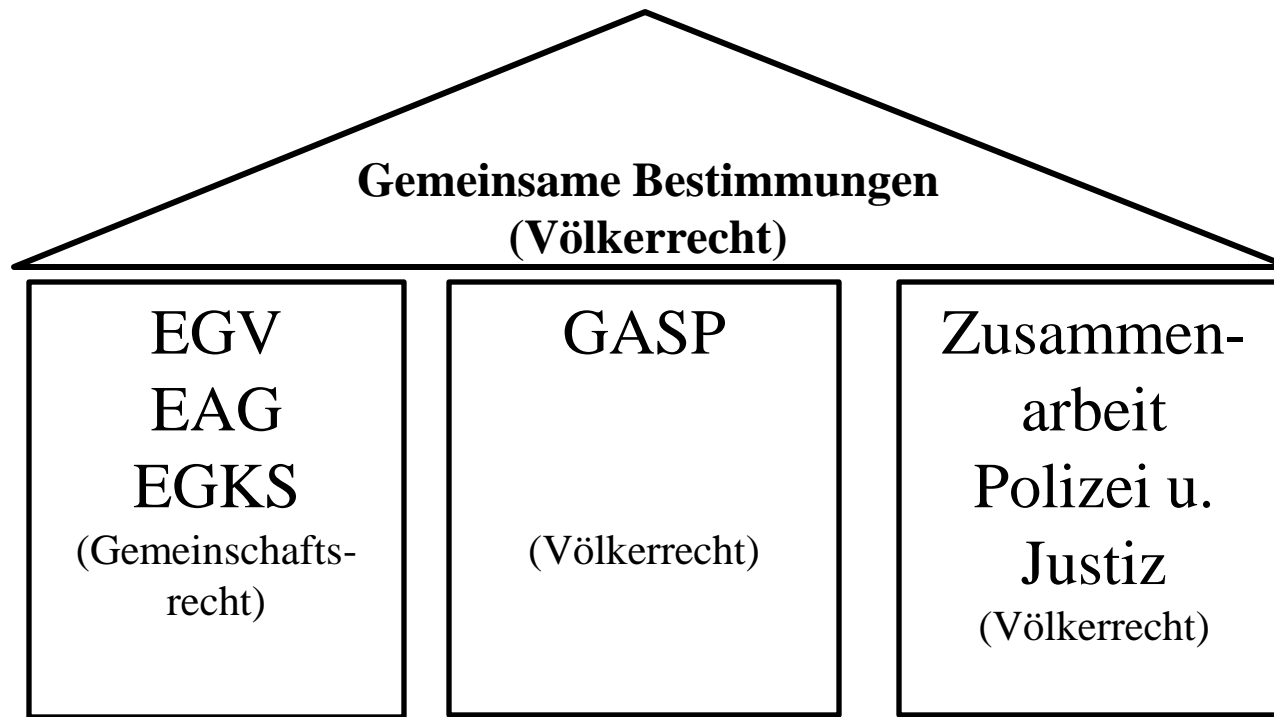 Gemeinsame Bestimmungen
(Völkerrecht)
EGV
EAG
EGKS
(Gemeinschafts-
recht)
GASP
(Völkerrecht)
Zusammen-
arbeit
Polizei u.
Justiz
(Völkerrecht)